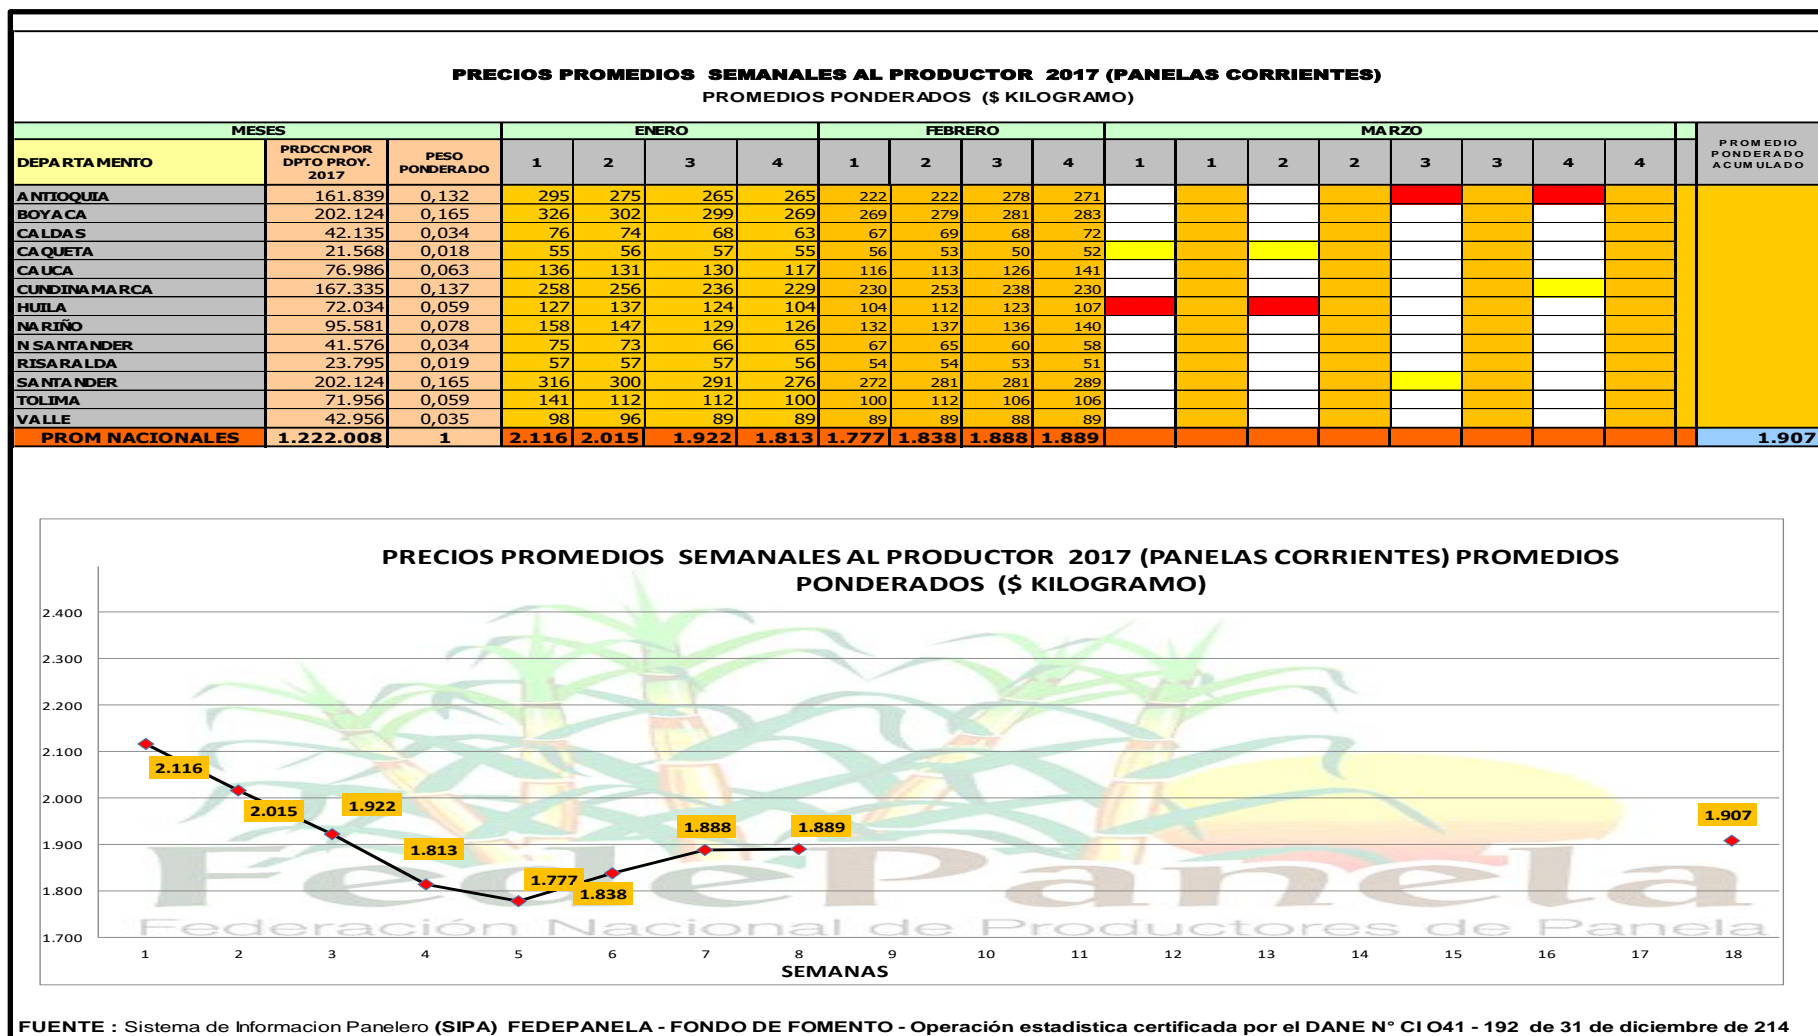 PRECIOS PROMEDIOS SEMANALES AL PRODUCTOR 2017 (PANELAS CORRIENTES)
PROMEDIOS PONDERADOS ($ KILOGRAMO)
MESES ENERO FEBRERO MARZO
DEPARTAMENTO PRDCCN POR DPTO PROY. 2017 PESO PONDERADO 1 2 3 4 1 2 3 4 1 1 2 2 3 3 4 4 PROMEDIO PONDERADO ACUMULADO
ANTIOQUIA 161.839 0,132 295 275 265 265 222 222 278 271
BOYACA 202.124 0,165 326 302 299 269 269 279 281 283
CALDAS 42.135 0,034 76 74 68 63 67 69 68 72
CAQUETA 21.568 0,018 55 56 57 55 56 53 50 52
CAUCA 76.986 0,063 136 131 130 117 116 113 126 141
CUNDINAMARCA 167.335 0,137 258 256 236 229 230 253 238 230
HUILA 72.034 0,059 127 137 124 104 104 112 123 107
NARIÑO 95.581 0,078 158 147 129 126 132 137 136 140
N SANTANDER 41.576 0,034 75 73 66 65 67 65 60 58
RISARALDA 23.795 0,019 57 57 57 56 54 54 53 51
SANTANDER 202.124 0,165 316 300 291 276 272 281 281 289
TOLIMA 71.956 0,059 141 112 112 100 100 112 106 106
VALLE 42.956 0,035 98 96 89 89 89 89 88 89
PROM NACIONALES 1.222.008 1 2.116 2.015 1.922 1.813 1.777 1.838 1.888 1.889 1.907
PRECIOS PROMEDIOS SEMANALES AL PRODUCTOR 2017 (PANELAS CORRIENTES) PROMEDIOS
PONDERADOS ($ KILOGRAMO)
2.400
2.300
2.200
2.100
2.000
1.900
1.800
1.700
2.116
2.015
1.922
1.813
1.777
1.838
1.888
1.889
1.907
FedePanela
Federación Nacional de Productores de Panela
1 2 3 4 5 6 7 8 9 10 11 12 13 14 15 16 17 18
SEMANAS
FUENTE : Sistema de Informacion Panelero (SIPA) FEDEPANELA - FONDO DE FOMENTO - Operación estadistica certificada por el DANE N° CI O41 - 192 de 31 de diciembre de 214